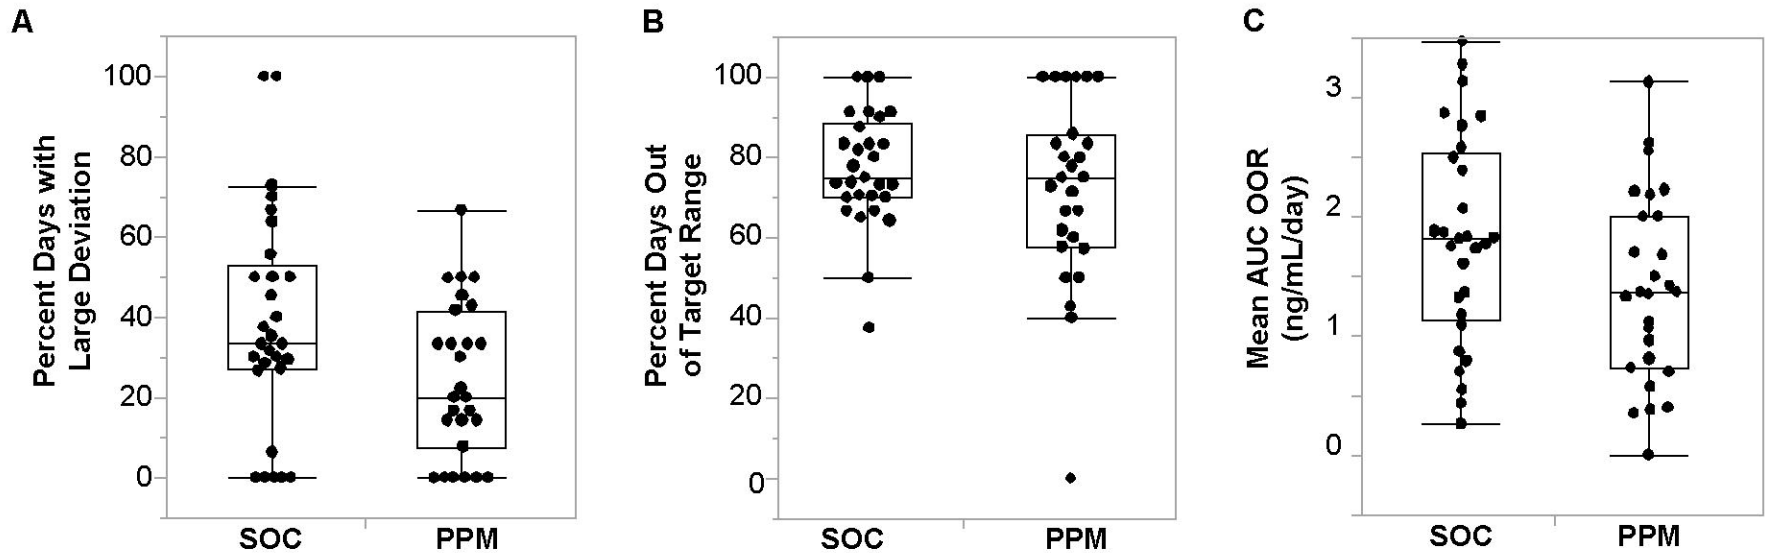 A
B
C
Percent Days with
Large Deviation
100
80
60
40
20
0
SOC
PPM
Percent Days Out
of Target Range
100
80
60
40
20
0
SOC
PPM
Mean AUC OOR
(ng/mL/day)
3
2
1
0
SOC
PPM